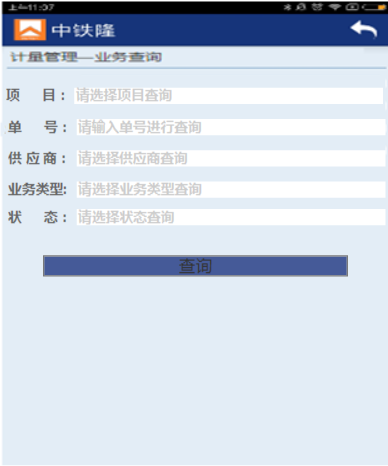 上午11:07
中铁隆
计量管理—业务查询
项 目： 请选择项目查询
单 号： 请输入单号进行查询
供应商： 请选择供应商查询
业务类型: 请选择业务类型查询
状 态： 请选择状态查询
查询